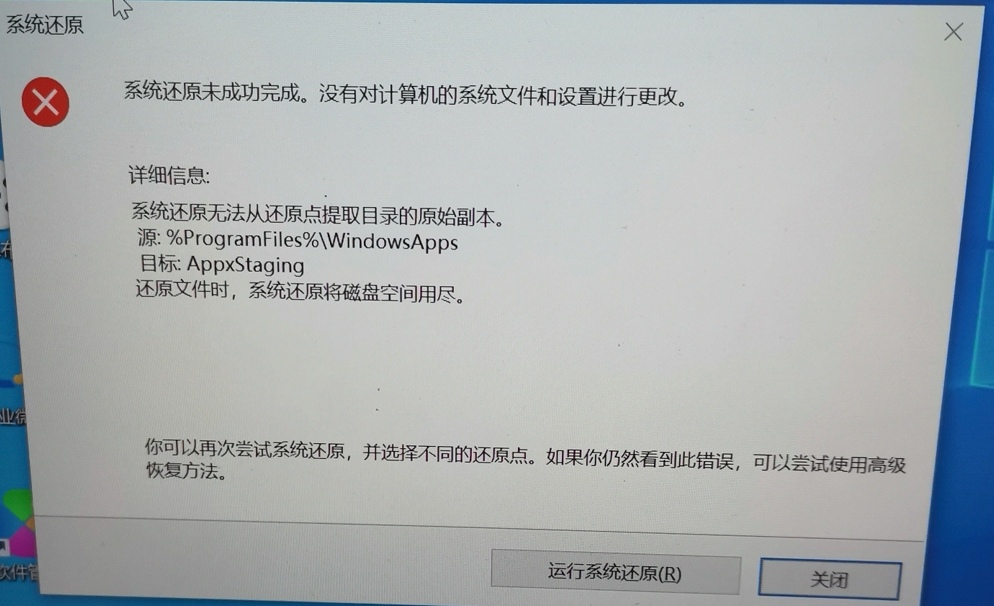 系统还原
系统还原未成功完成。没有对计算机的系统文件和设置进行更改。
详细信息:
系统还原无法从还原点提取目录的原始副本。
源: %ProgramFiles%\WindowsApps
目标: AppxStaging
还原文件时，系统还原将磁盘空间用尽。
你可以再次尝试系统还原，并选择不同的还原点。如果你仍然看到此错误，可以尝试使用高级
恢复方法。
运行系统还原(R)
关闭